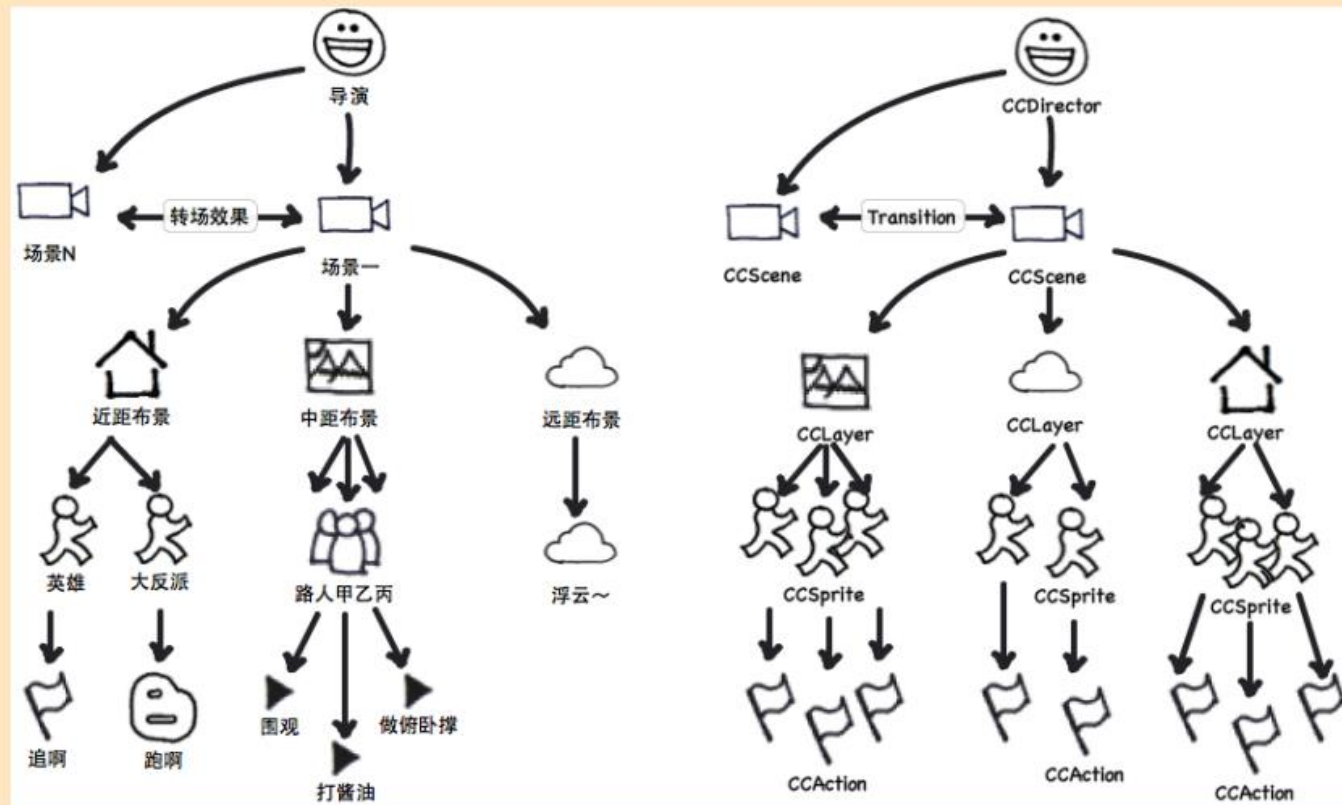 导演
场景N
转场效果
场景一
近距布景
中距布景
远距布景
英雄
大反派
路人甲乙丙
浮云～
追啊
跑啊
围观
打酱油
做俯卧撑
CCDirector
CCScene
Transition
CCScene
CCLayer
CCLayer
CCLayer
CCSprite
CCSprite
CCSprite
CCAction
CCAction
CCAction